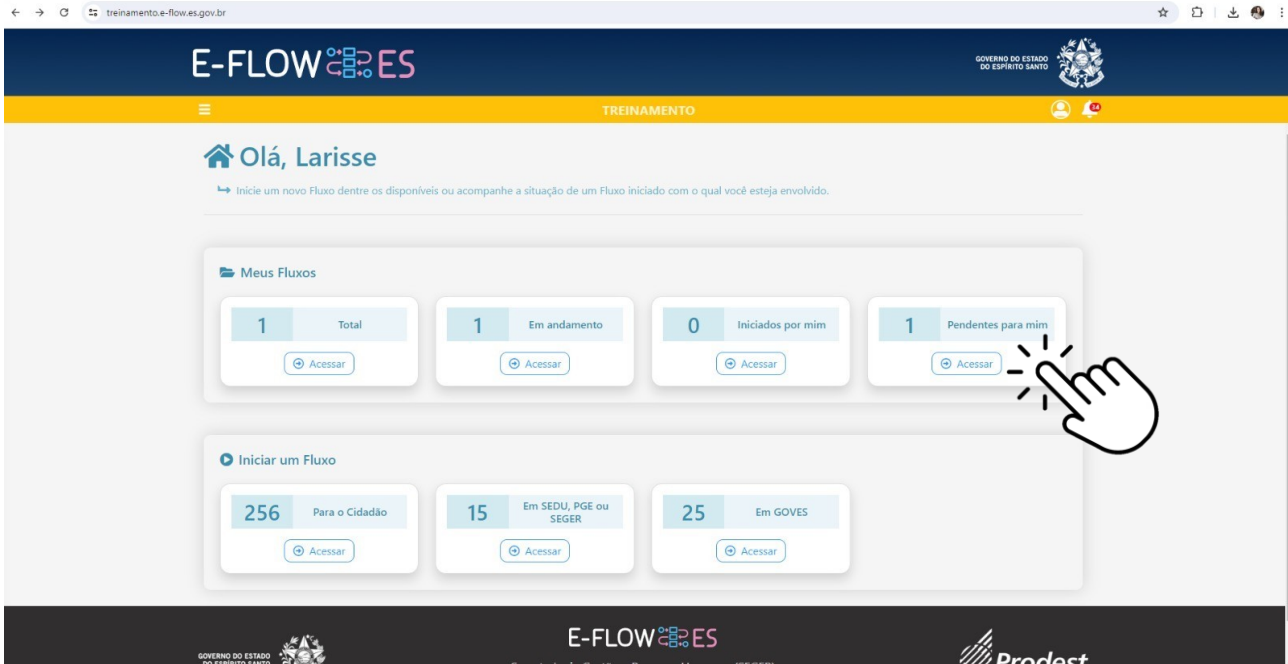 treinamento.e-flow.es.gov.br
E-FLOW ES
GOVERNO DO ESTADO
DO ESPÍRITO SANTO
TREINAMENTO
24
Olá, Larisse
Inicie um novo Fluxo dentre os disponíveis ou acompanhe a situação de um Fluxo iniciado com o qual você esteja envolvido.
Meus Fluxos
1 Total
Acessar
1 Em andamento
Acessar
0 Iniciados por mim
Acessar
1 Pendentes para mim
Acessar
Iniciar um Fluxo
256 Para o Cidadão
Acessar
15 Em SEDU, PGE ou
SEGER
Acessar
25 Em GOVES
Acessar
GOVERNO DO ESTADO
DO ESPÍRITO SANTO
E-FLOW ES
Prodest